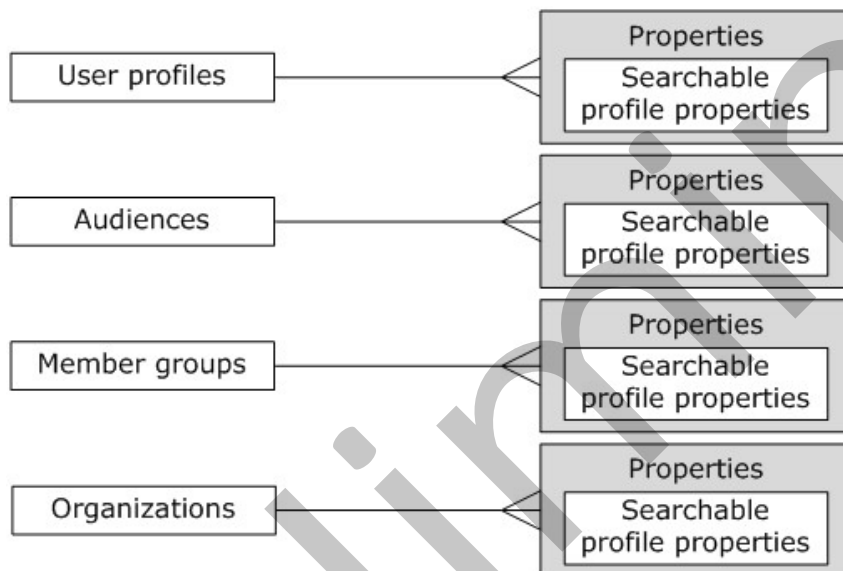 Properties
User profiles
Searchable
profile properties
Properties
Audiences
Searchable
profile properties
Properties
Member groups
Searchable
profile properties
Properties
Organizations
Searchable
profile properties